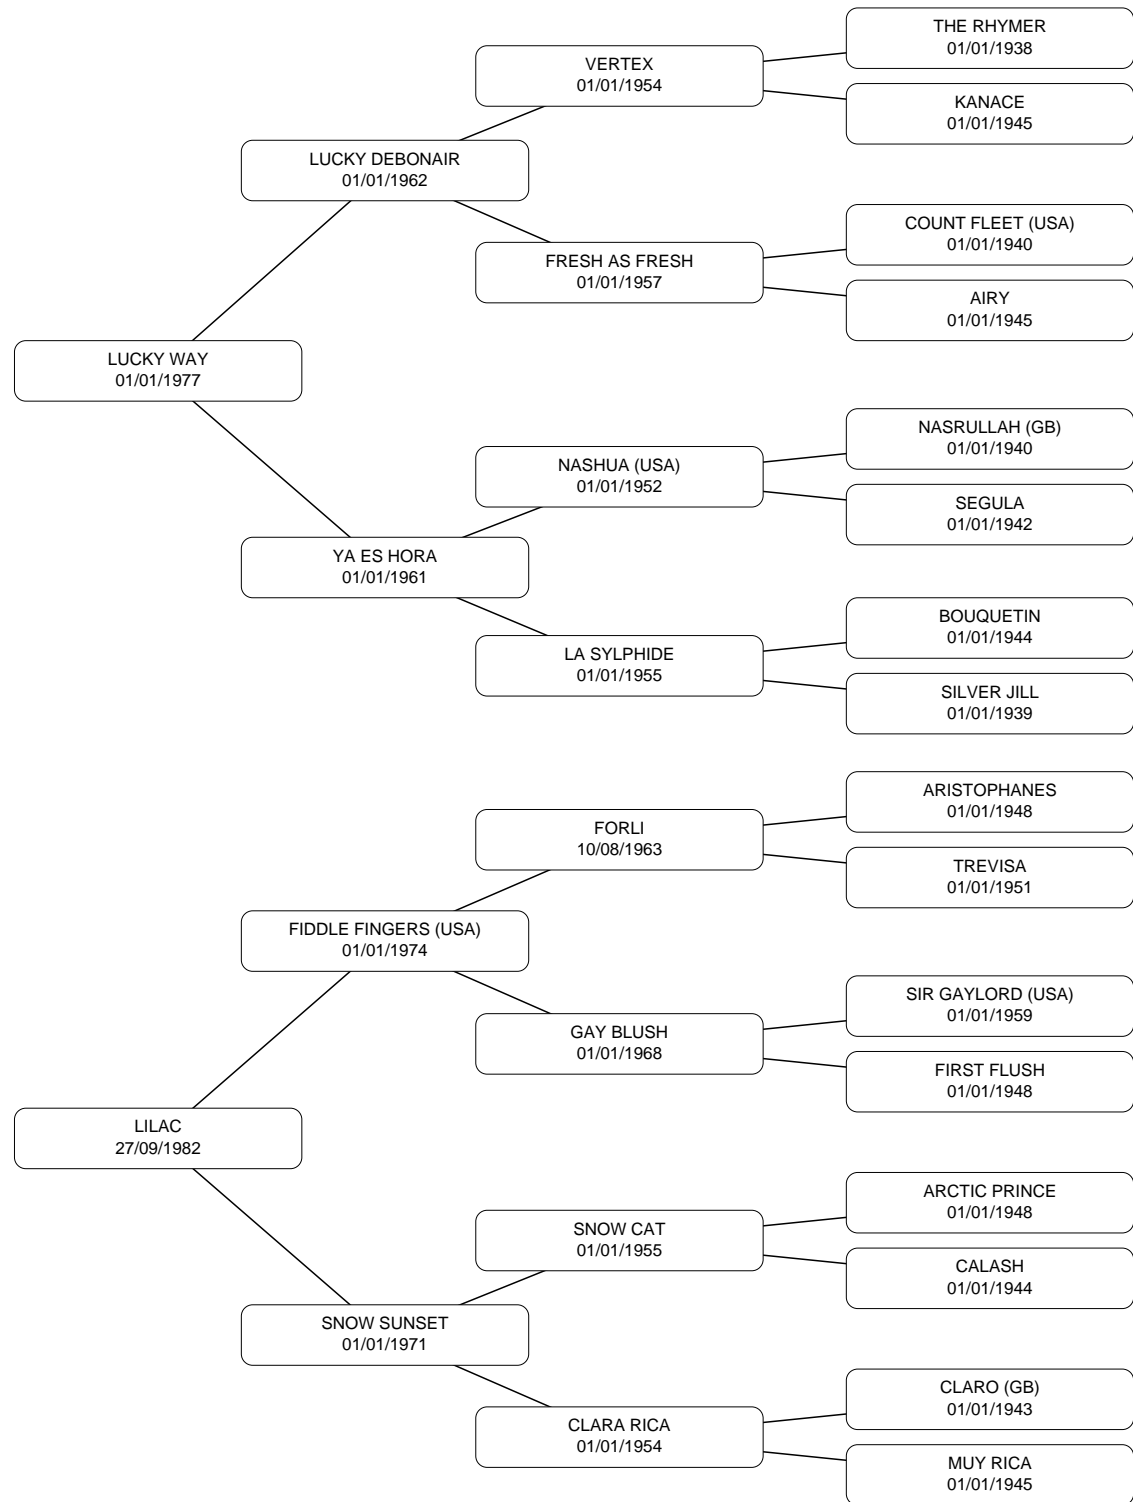 THE RHYMER
01/01/1938
VERTEX
01/01/1954
KANACE
01/01/1945
LUCKY DEBONAIR
01/01/1962
COUNT FLEET (USA)
01/01/1940
FRESH AS FRESH
01/01/1957
AIRY
01/01/1945
LUCKY WAY
01/01/1977
NASRULLAH (GB)
01/01/1940
NASHUA (USA)
01/01/1952
SEGULA
01/01/1942
YA ES HORA
01/01/1961
BOUQUETIN
01/01/1944
LA SYLPHIDE
01/01/1955
SILVER JILL
01/01/1939
ARISTOPHANES
01/01/1948
FORLI
10/08/1963
TREVISA
01/01/1951
FIDDLE FINGERS (USA)
01/01/1974
SIR GAYLORD (USA)
01/01/1959
GAY BLUSH
01/01/1968
FIRST FLUSH
01/01/1948
LILAC
27/09/1982
ARCTIC PRINCE
01/01/1948
SNOW CAT
01/01/1955
CALASH
01/01/1944
SNOW SUNSET
01/01/1971
CLARO (GB)
01/01/1943
CLARA RICA
01/01/1954
MUY RICA
01/01/1945